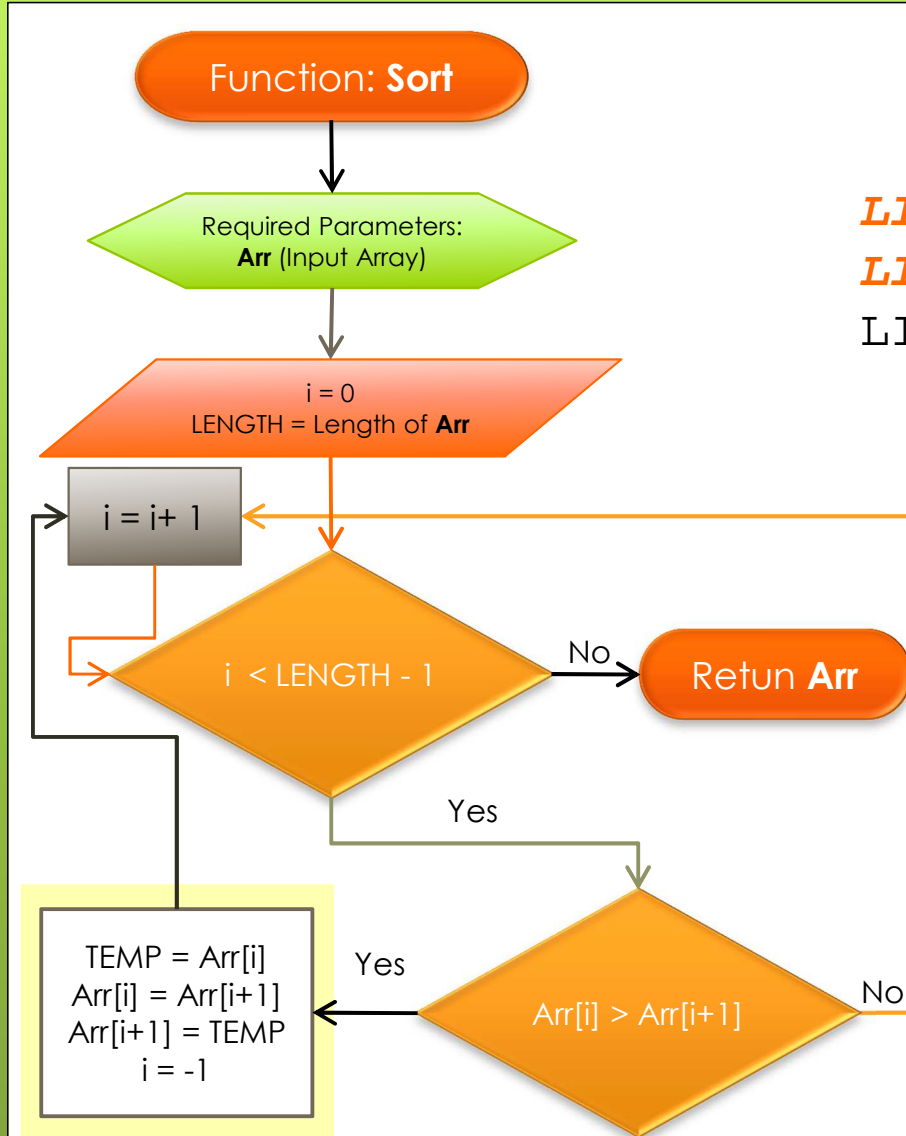 Function: Sort
Required Parameters:
Arr (Input Array)
i = 0
LENGTH = Length of Arr
i = i+ 1
i < LENGTH - 1
No
Retun Arr
Yes
Arr[i] > Arr[i+1]
Yes
No
TEMP = Arr[i]
Arr[i] = Arr[i+1]
Arr[i+1] = TEMP
i = -1